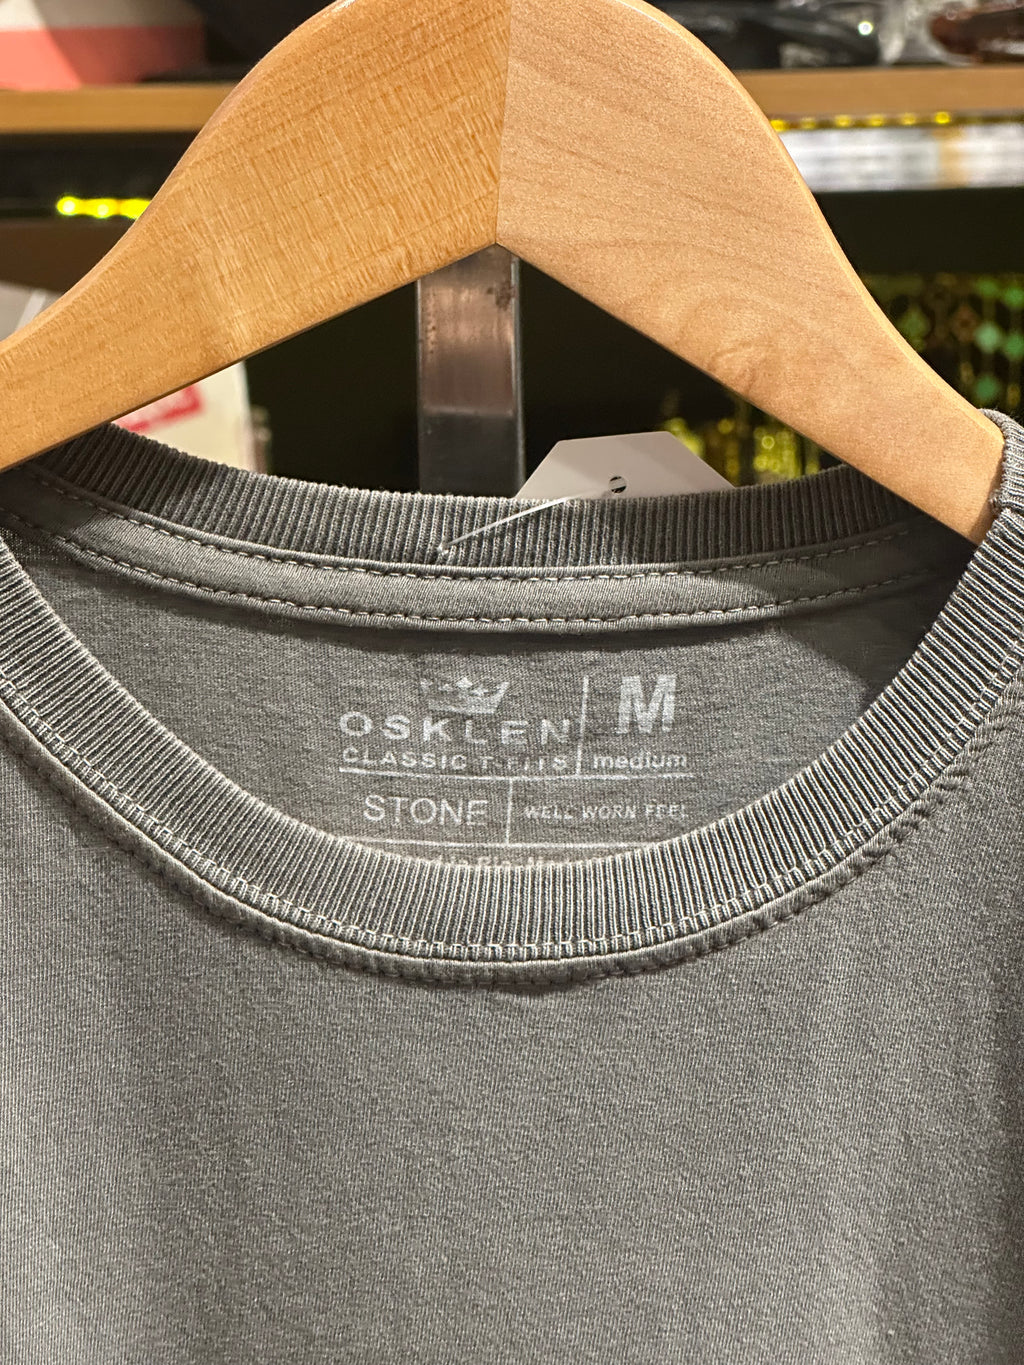 OSKLEN
CLASSIC T FITS
M
medium
STONE
WELL WORN FEEL